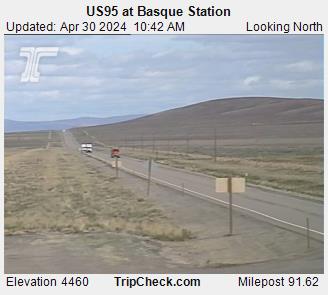 US95 at Basque Station
Updated: Apr 30 2024 10:42 AM Looking North
Elevation 4460 TripCheck.com Milepost 91.62